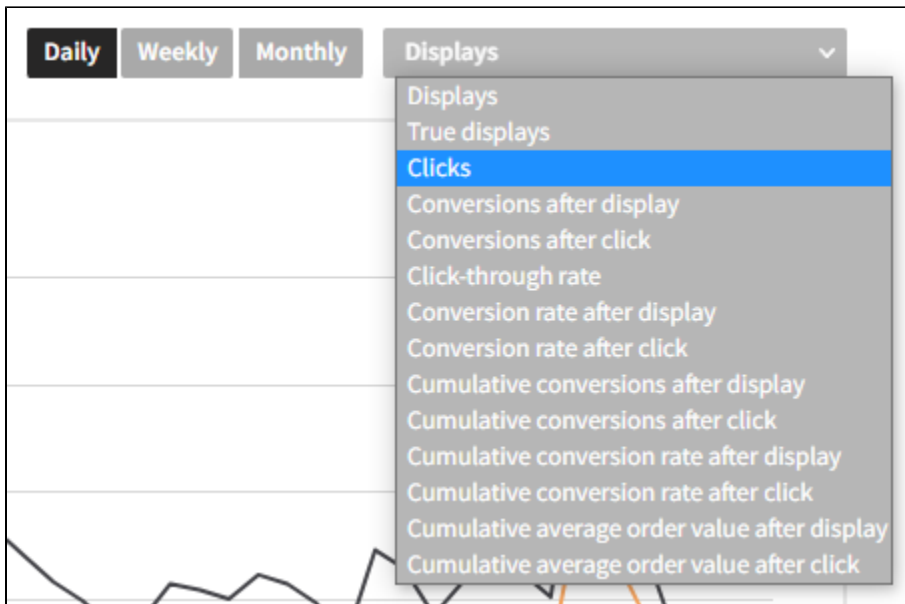 Daily Weekly Monthly Displays
Displays
True displays
Clicks
Conversions after display
Conversions after click
Click-through rate
Conversion rate after display
Conversion rate after click
Cumulative conversions after display
Cumulative conversions after click
Cumulative conversion rate after display
Cumulative conversion rate after click
Cumulative average order value after display
Cumulative average order value after click